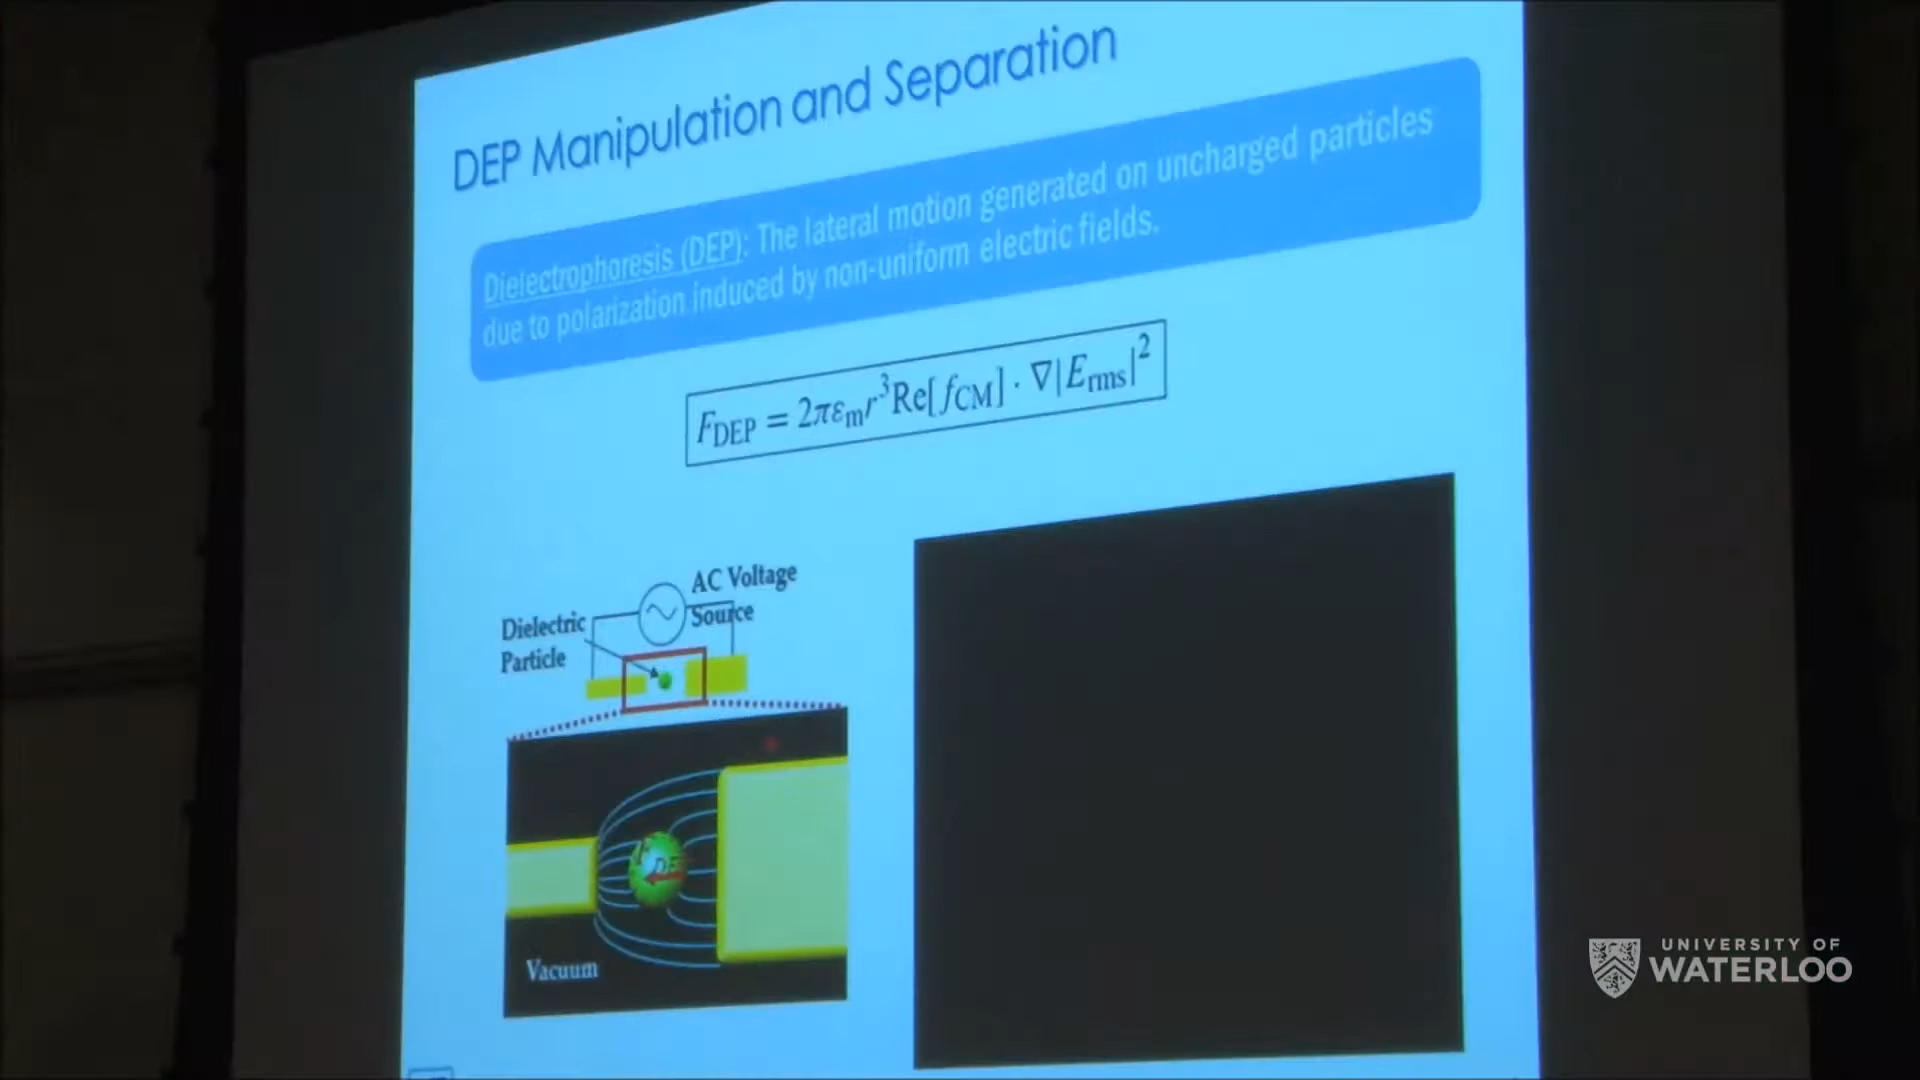 DEP Manipulation and Separation
Dielectrophoresis (DEP): The lateral motion generated on uncharged particles
due to polarization induced by non-uniform electric fields.
F_DEP = 2πε_m r³Re[f_CM] · ∇|E_rms|²
AC Voltage
Source
Dielectric
Particle
F DEP
Vacuum
UNIVERSITY OF
WATERLOO